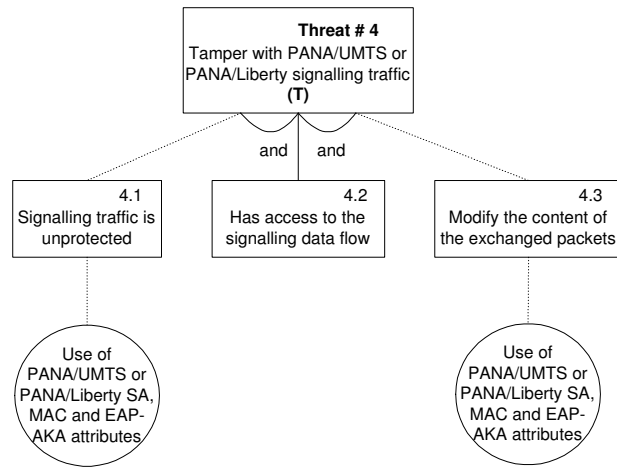 Threat # 4
Tamper with PANA/UMTS or
PANA/Liberty signalling traffic
(T)
and
and
4.1
Signalling traffic is
unprotected
4.2
Has access to the
signalling data flow
4.3
Modify the content of
the exchanged packets
Use of
PANA/UMTS or
PANA/Liberty SA,
MAC and EAP-
AKA attributes
Use of
PANA/UMTS or
PANA/Liberty SA,
MAC and EAP-
AKA attributes